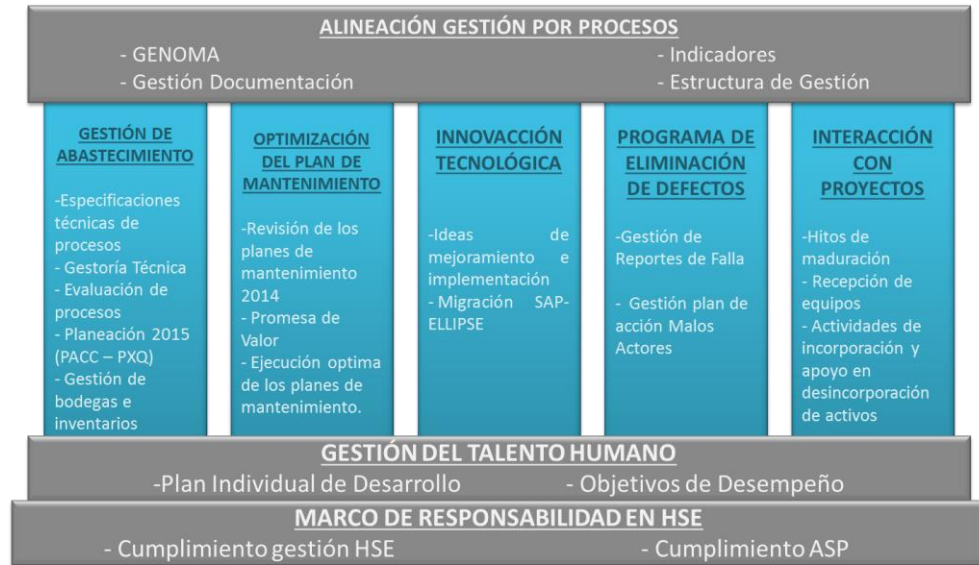 ALINEACIÓN GESTIÓN POR PROCESOS
- GENOMA
- Gestión Documentación
- Indicadores
- Estructura de Gestión
GESTIÓN DE
ABASTECIMIENTO
-Especificaciones
técnicas de
procesos
- Gestoría Técnica
- Evaluación de
procesos
- Planeación 2015
(PACC – PXQ)
- Gestión de
bodegas e
inventarios
OPTIMIZACIÓN
DEL PLAN DE
MANTENIMIENTO
-Revisión de los
planes de
mantenimiento
2014
- Promesa de
Valor
- Ejecución optima
de los planes de
mantenimiento.
INNOVACCIÓN
TECNOLÓGICA
-Ideas de
mejoramiento e
implementación
- Migración SAP-
ELLIPSE
PROGRAMA DE
ELIMINACIÓN
DE DEFECTOS
-Gestión de
Reportes de Falla
- Gestión plan de
acción Malos
Actores
INTERACCIÓN
CON
PROYECTOS
-Hitos de
maduración
- Recepción de
equipos
- Actividades de
incorporación y
apoyo en
desincorporación
de activos
GESTIÓN DEL TALENTO HUMANO
-Plan Individual de Desarrollo
- Objetivos de Desempeño
MARCO DE RESPONSABILIDAD EN HSE
- Cumplimiento gestión HSE
- Cumplimiento ASP